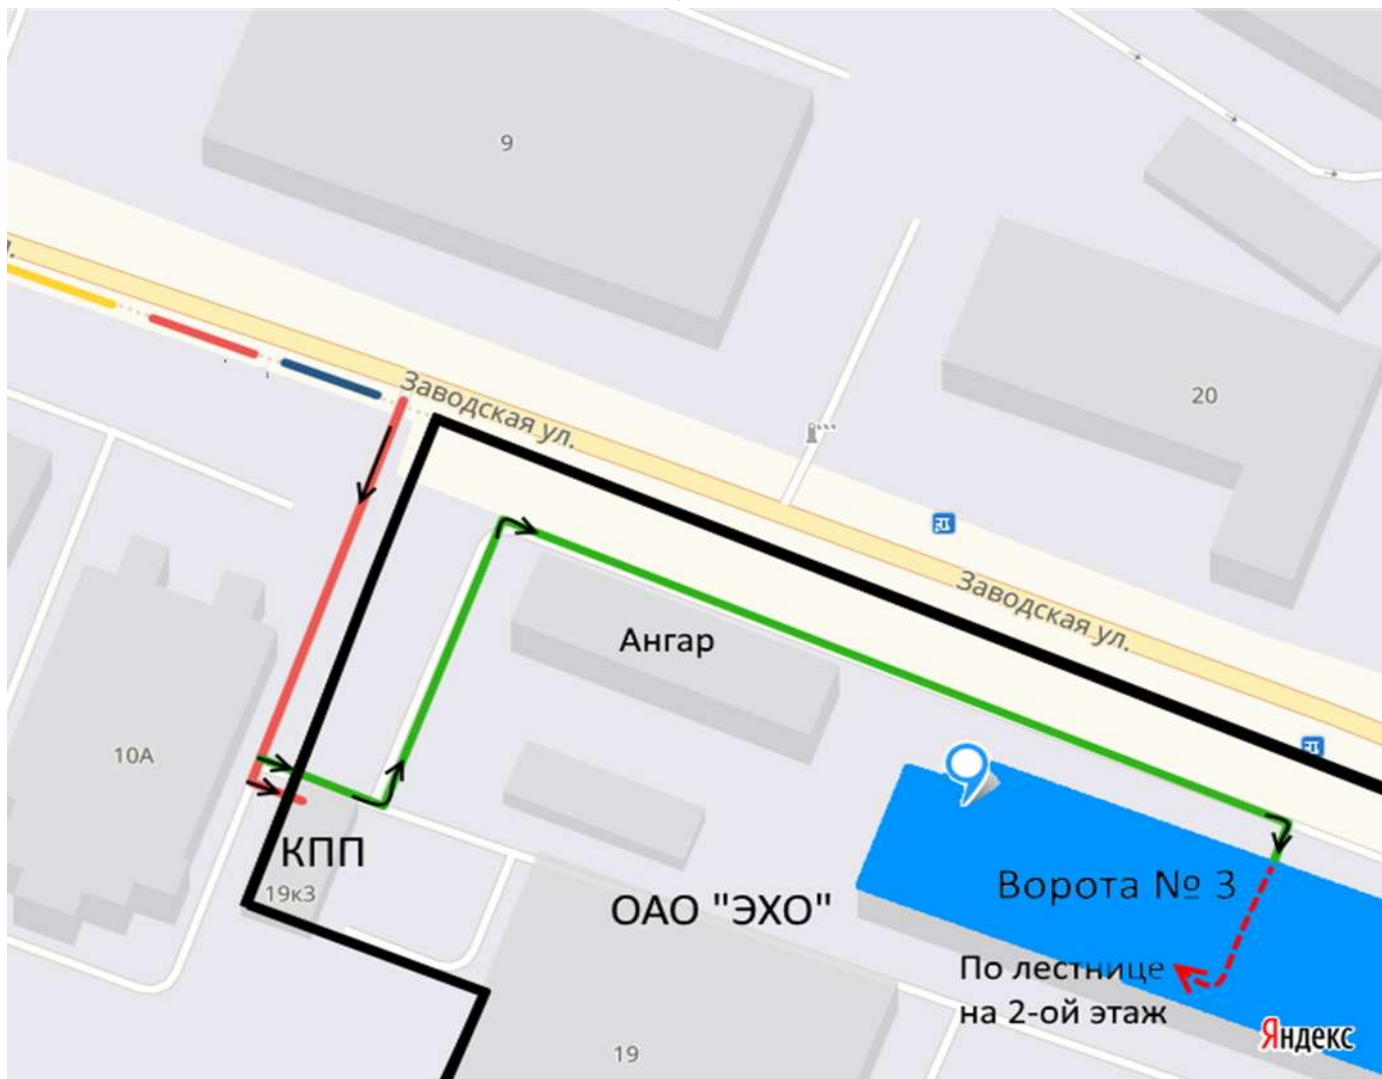 9
20
Заводская ул.
Заводская ул.
Ангар
10А
КПП
19к3
ОАО "ЭХО"
Ворота № 3
По лестнице
на 2-ой этаж
19
Яндекс